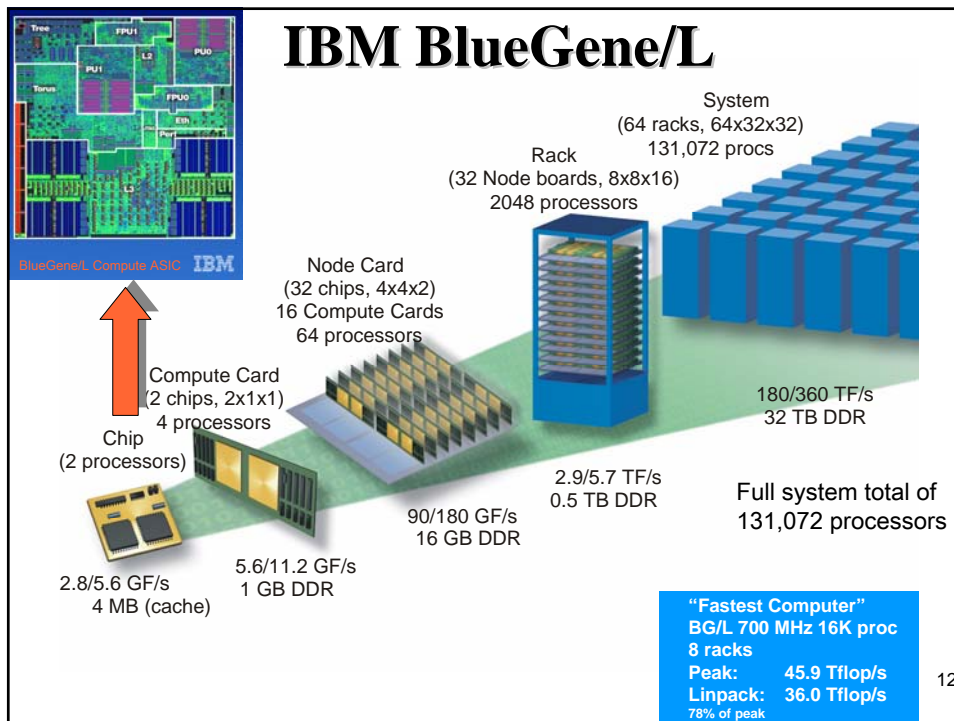 IBM BlueGene/L
Tree
FPU1
L2
PU0
PU1
Torus
FPU0
Eth
L3
BlueGene/L Compute ASIC IBM
System
(64 racks, 64x32x32)
131,072 procs
Rack
(32 Node boards, 8x8x16)
2048 processors
Node Card
(32 chips, 4x4x2)
16 Compute Cards
64 processors
Compute Card
(2 chips, 2x1x1)
4 processors
Chip
(2 processors)
180/360 TF/s
32 TB DDR
2.9/5.7 TF/s
0.5 TB DDR
90/180 GF/s
16 GB DDR
5.6/11.2 GF/s
1 GB DDR
2.8/5.6 GF/s
4 MB (cache)
Full system total of
131,072 processors
“Fastest Computer”
BG/L 700 MHz 16K proc
8 racks
Peak: 45.9 Tflop/s
Linpack: 36.0 Tflop/s
78% of peak
12